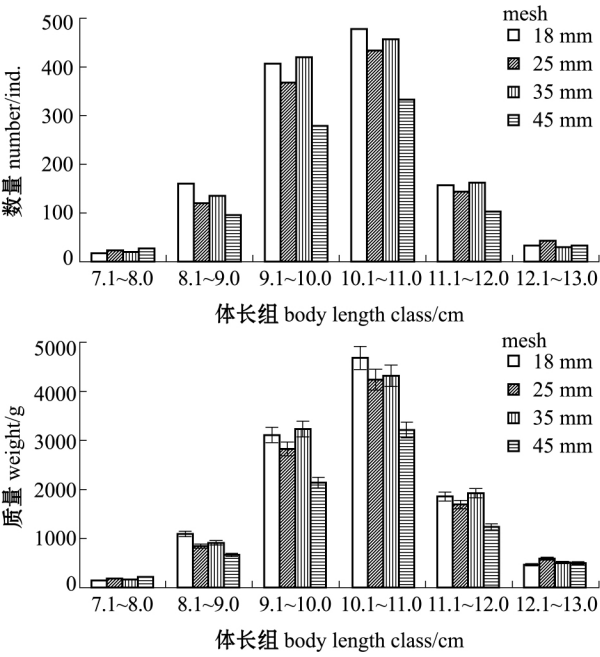 数量 number/ind.
500
400
300
200
100
0
mesh
18 mm
25 mm
35 mm
45 mm
7.1~8.0 8.1~9.0 9.1~10.0 10.1~11.0 11.1~12.0 12.1~13.0
体长组 body length class/cm
质量 weight/g
5000
4000
3000
2000
1000
0
mesh
18 mm
25 mm
35 mm
45 mm
7.1~8.0 8.1~9.0 9.1~10.0 10.1~11.0 11.1~12.0 12.1~13.0
体长组 body length class/cm